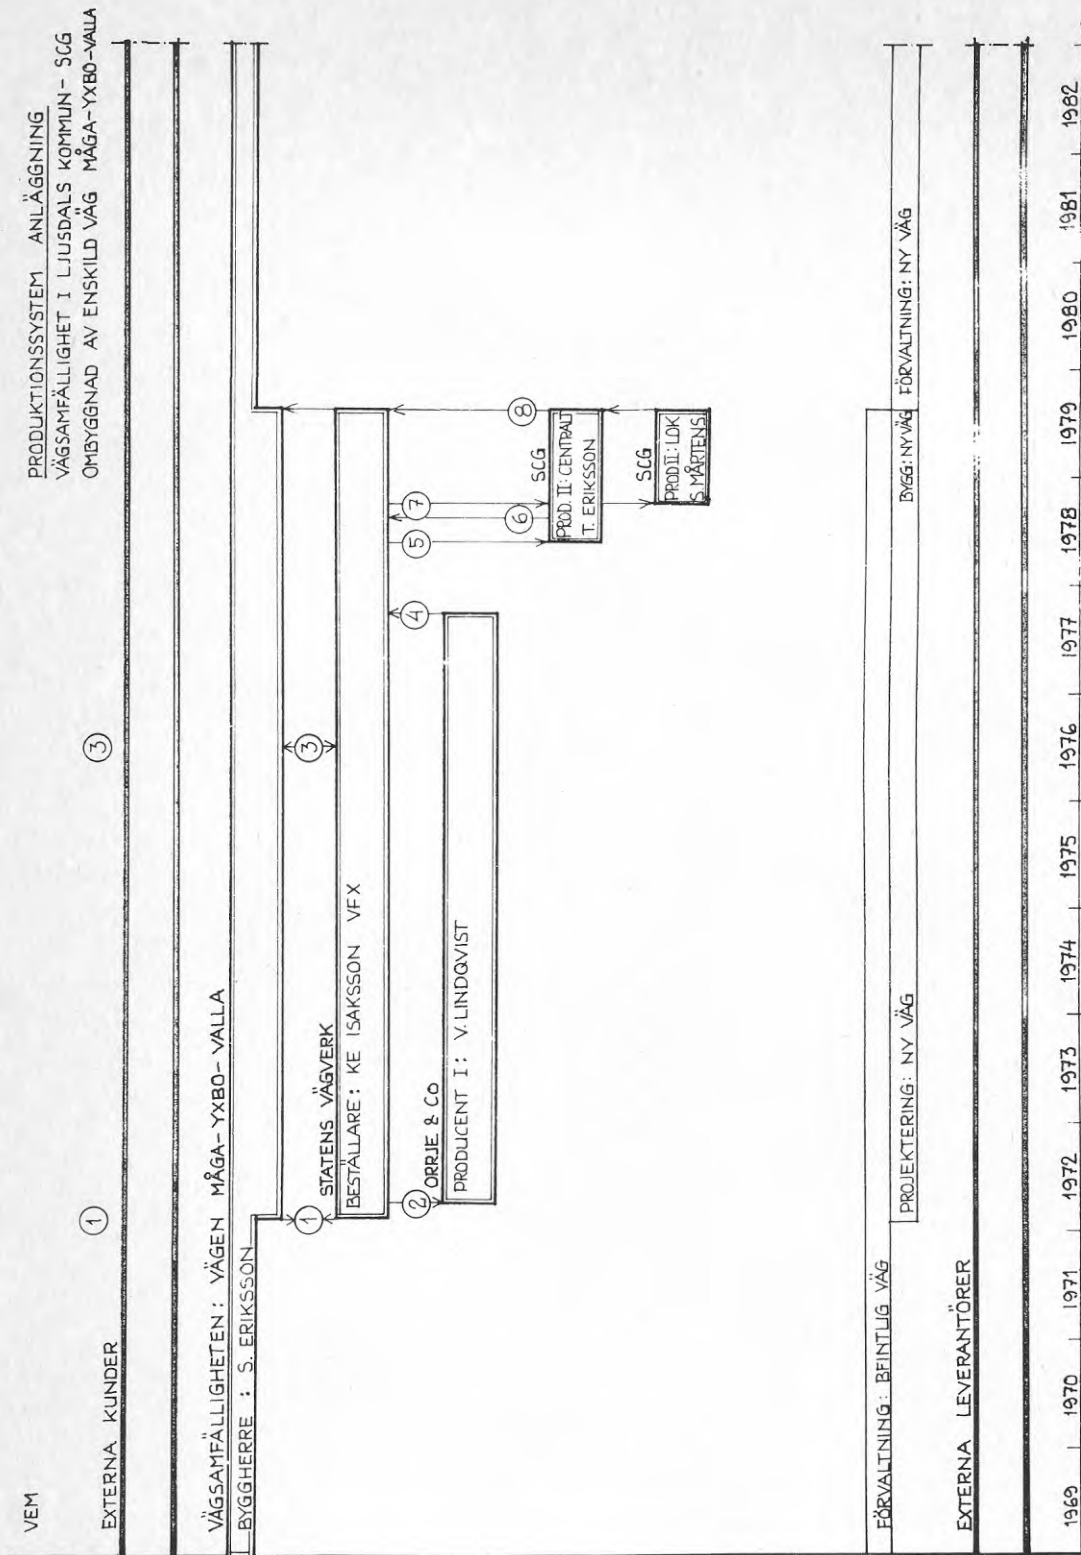 PRODUKTIONSSYSTEM ANLÄGGNING
VÄGSAMFÄLLIGHET I LJUSDALS KOMMUN - SCG
OMBYGGNAD AV ENSKILD VÄG MÅGA-YXBO-VALLA
VEM
EXTERNA KUNDER
1
3
VÄGSAMFÄLLIGHETEN: VÄGEN MÅGA-YXBO-VALLA
BYGGHERRE : S. ERIKSSON
1
3
STATENS VÄGVERK
BESTÄLLARE: KE ISAKSSON VFX
2
4
5
6
7
8
ORRJE & CO
PRODUCENT I: V. LINDQVIST
SCG
PROD. II: CENTRALT
T. ERIKSSON
SCG
PROD II: LOK
S MÅRTENS
FÖRVALTNING: BFINTLIG VÄG
PROJEKTERING: NY VÄG
BYGG: NY VÄG
FÖRVALTNING: NY VÄG
EXTERNA LEVERANTÖRER
1969 1970 1971 1972 1973 1974 1975 1976 1977 1978 1979 1980 1981 1982